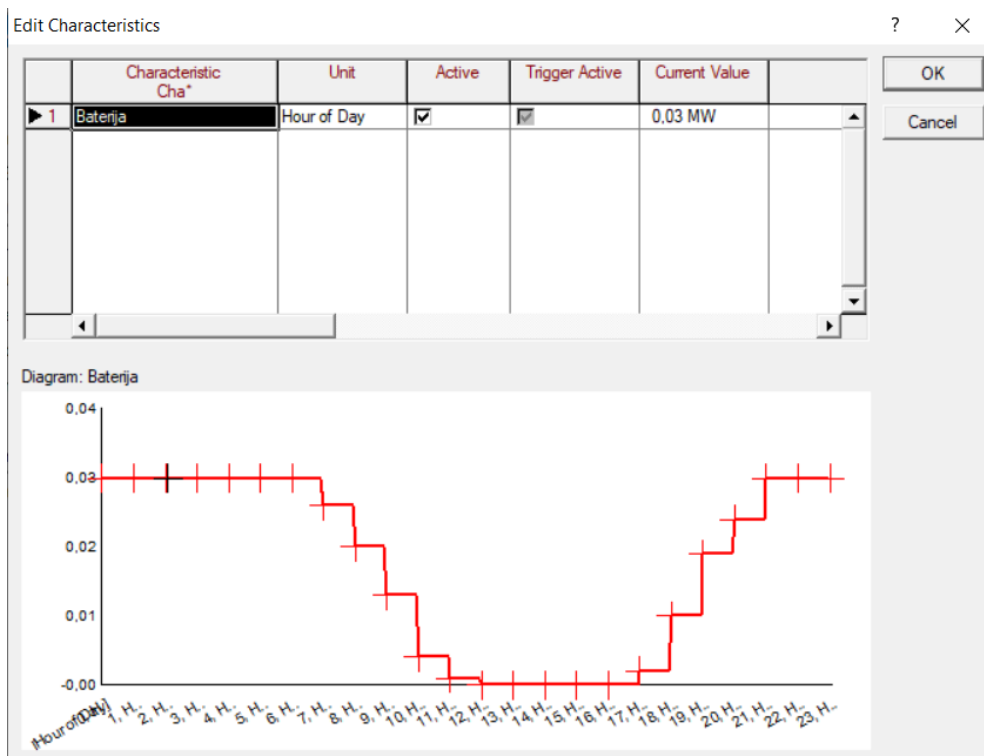 Edit Characteristics ?
Characteristic Unit Active Trigger Active Current Value OK
Cha*
1 Baterija Hour of Day 0,03 MW
Cancel
Diagram: Baterija
0,04
0,03
0,02
0,01
-0,00
1, H.. 2, H.. 3, H.. 4, H.. 5, H.. 6, H.. 7, H.. 8, H.. 9, H.. 10, H.. 11, H.. 12, H.. 13, H.. 14, H.. 15, H.. 16, H.. 17, H.. 18, H.. 19, H.. 20, H.. 21, H.. 22, H.. 23, H..